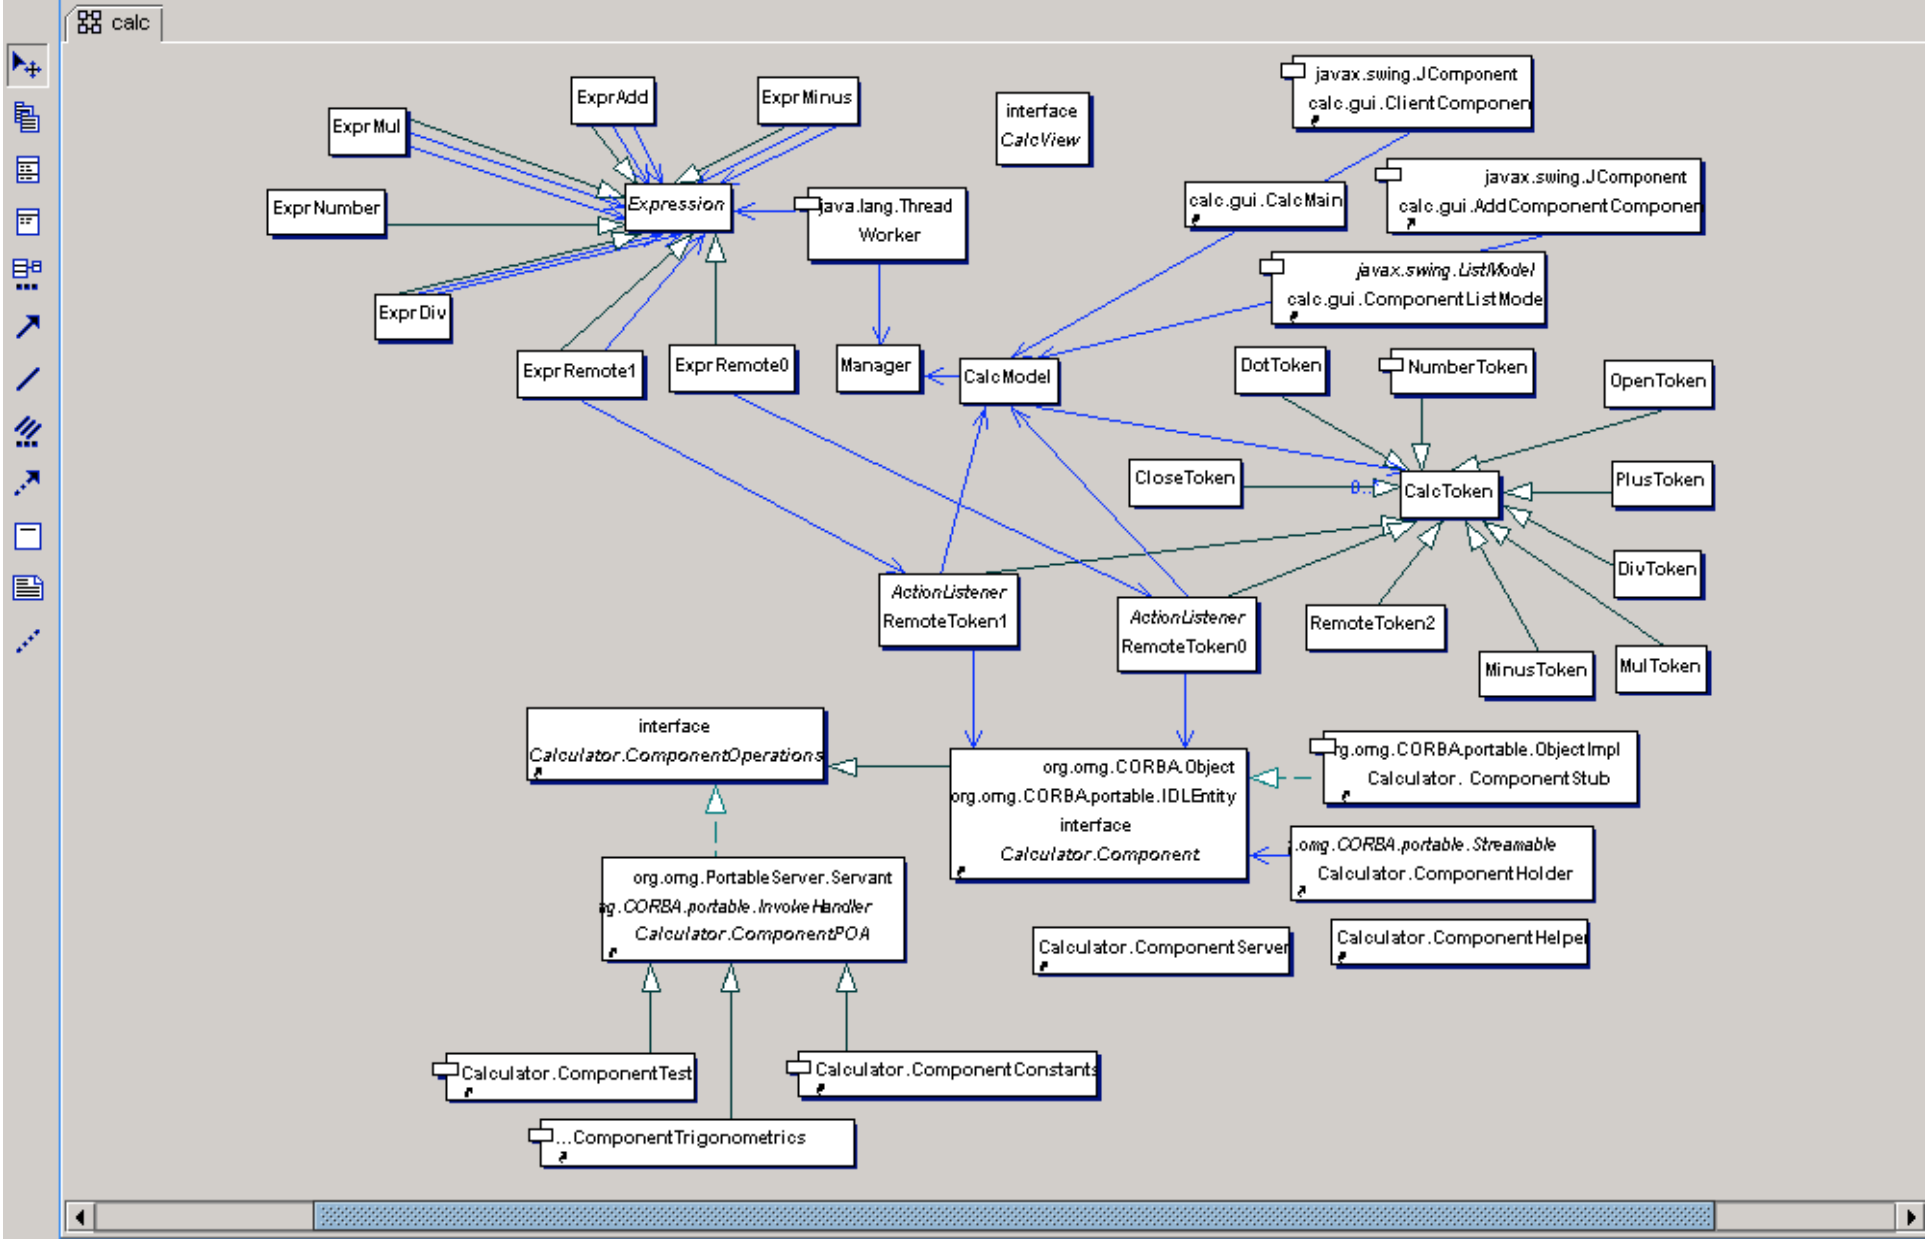 calc
javax.swing.JComponent
calc.gui.ClientComponen
ExprAdd
ExprMinus
interface
CalcView
ExprMul
javax.swing.JComponent
calc.gui.AddComponentComponen
ExprNumber
Expression
java.lang.Thread
Worker
calc.gui.CalcMain
javax.swing.ListModel
calc.gui.ComponentListMode
ExprDiv
ExprRemote1
ExprRemote0
Manager
CalcModel
DotToken
NumberToken
OpenToken
CloseToken
CalcToken
PlusToken
DivToken
ActionListener
RemoteToken1
ActionListener
RemoteToken0
RemoteToken2
MinusToken
MulToken
interface
Calculator.ComponentOperations
org.omg.CORBA.Object
org.omg.CORBA.portable.IDLEntity
interface
Calculator.Component
rg.omg.CORBA.portable.ObjectImpl
Calculator._ComponentStub
.omg.CORBA.portable.Streamable
Calculator.ComponentHolder
org.omg.PortableServer.Servant
.CORBA.portable.InvokeHandler
Calculator.ComponentPOA
Calculator.ComponentServer
Calculator.ComponentHelper
Calculator.ComponentTest
Calculator.ComponentConstants
...ComponentTrigonometrics